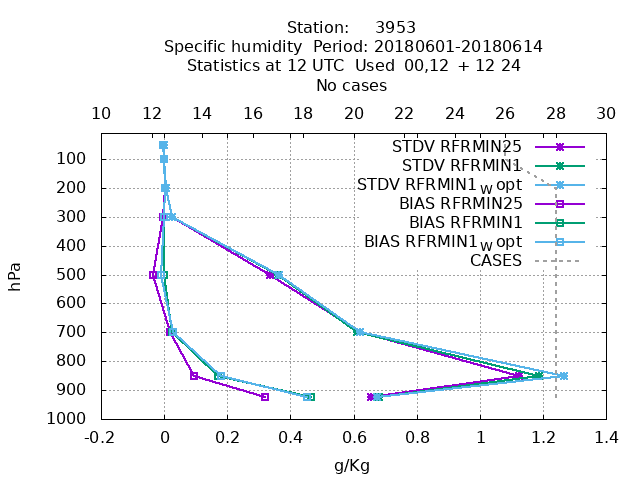 Station: 3953
Specific humidity Period: 20180601-20180614
Statistics at 12 UTC Used 00,12 + 12 24
No cases
10 12 14 16 18 20 22 24 26 28 30
STDV RFRMIN25
STDV RFRMIN1
STDV RFRMIN1w opt
BIAS RFRMIN25
BIAS RFRMIN1
BIAS RFRMIN1w opt
CASES
100
200
300
400
500
600
700
800
900
1000
hPa
-0.2 0 0.2 0.4 0.6 0.8 1 1.2 1.4
g/Kg